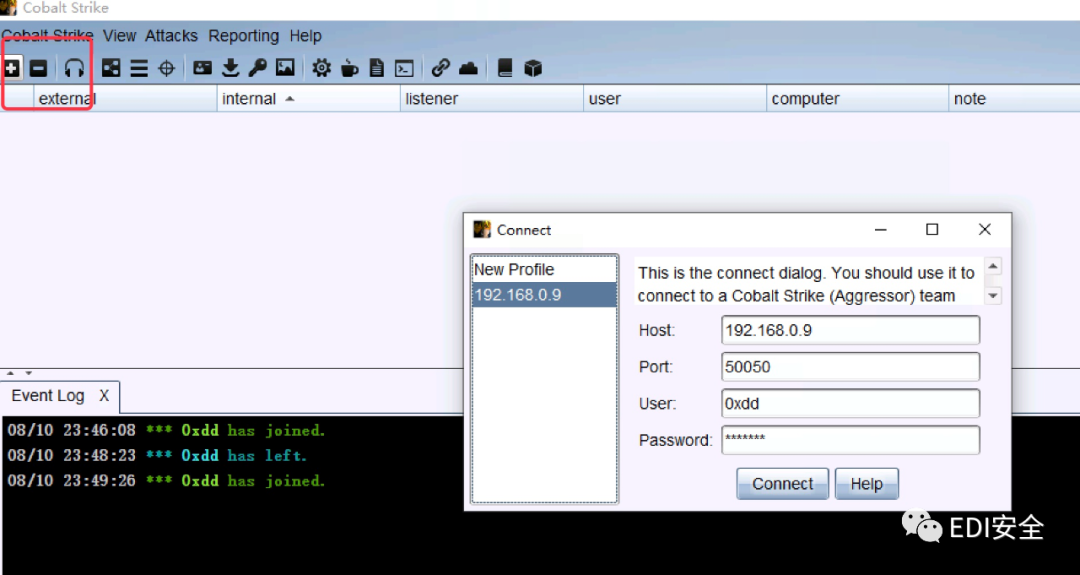 Cobalt Strike
Cobalt Strike View Attacks Reporting Help
external internal listener user computer note
Connect
New Profile
192.168.0.9
This is the connect dialog. You should use it to
connect to a Cobalt Strike (Aggressor) team
Host: 192.168.0.9
Port: 50050
User: 0xdd
Password: *******
Connect Help
Event Log X
08/10 23:46:08 *** 0xdd has joined.
08/10 23:48:23 *** 0xdd has left.
08/10 23:49:26 *** 0xdd has joined.
EDI安全